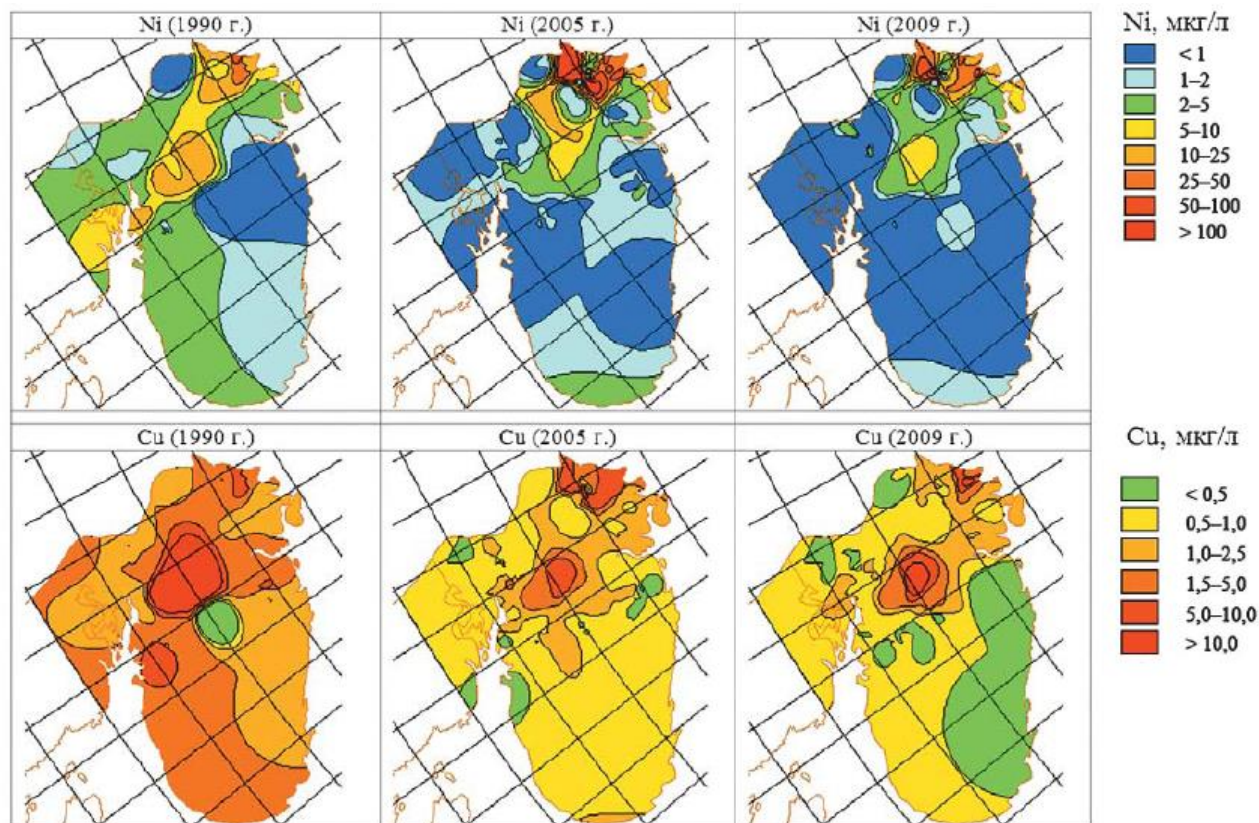 Ni (1990 г.)
Ni (2005 г.)
Ni (2009 г.)
Ni, мкг/л
< 1
1–2
2–5
5–10
10–25
25–50
50–100
> 100
Cu (1990 г.)
Cu (2005 г.)
Cu (2009 г.)
Cu, мкг/л
< 0,5
0,5–1,0
1,0–2,5
1,5–5,0
5,0–10,0
> 10,0